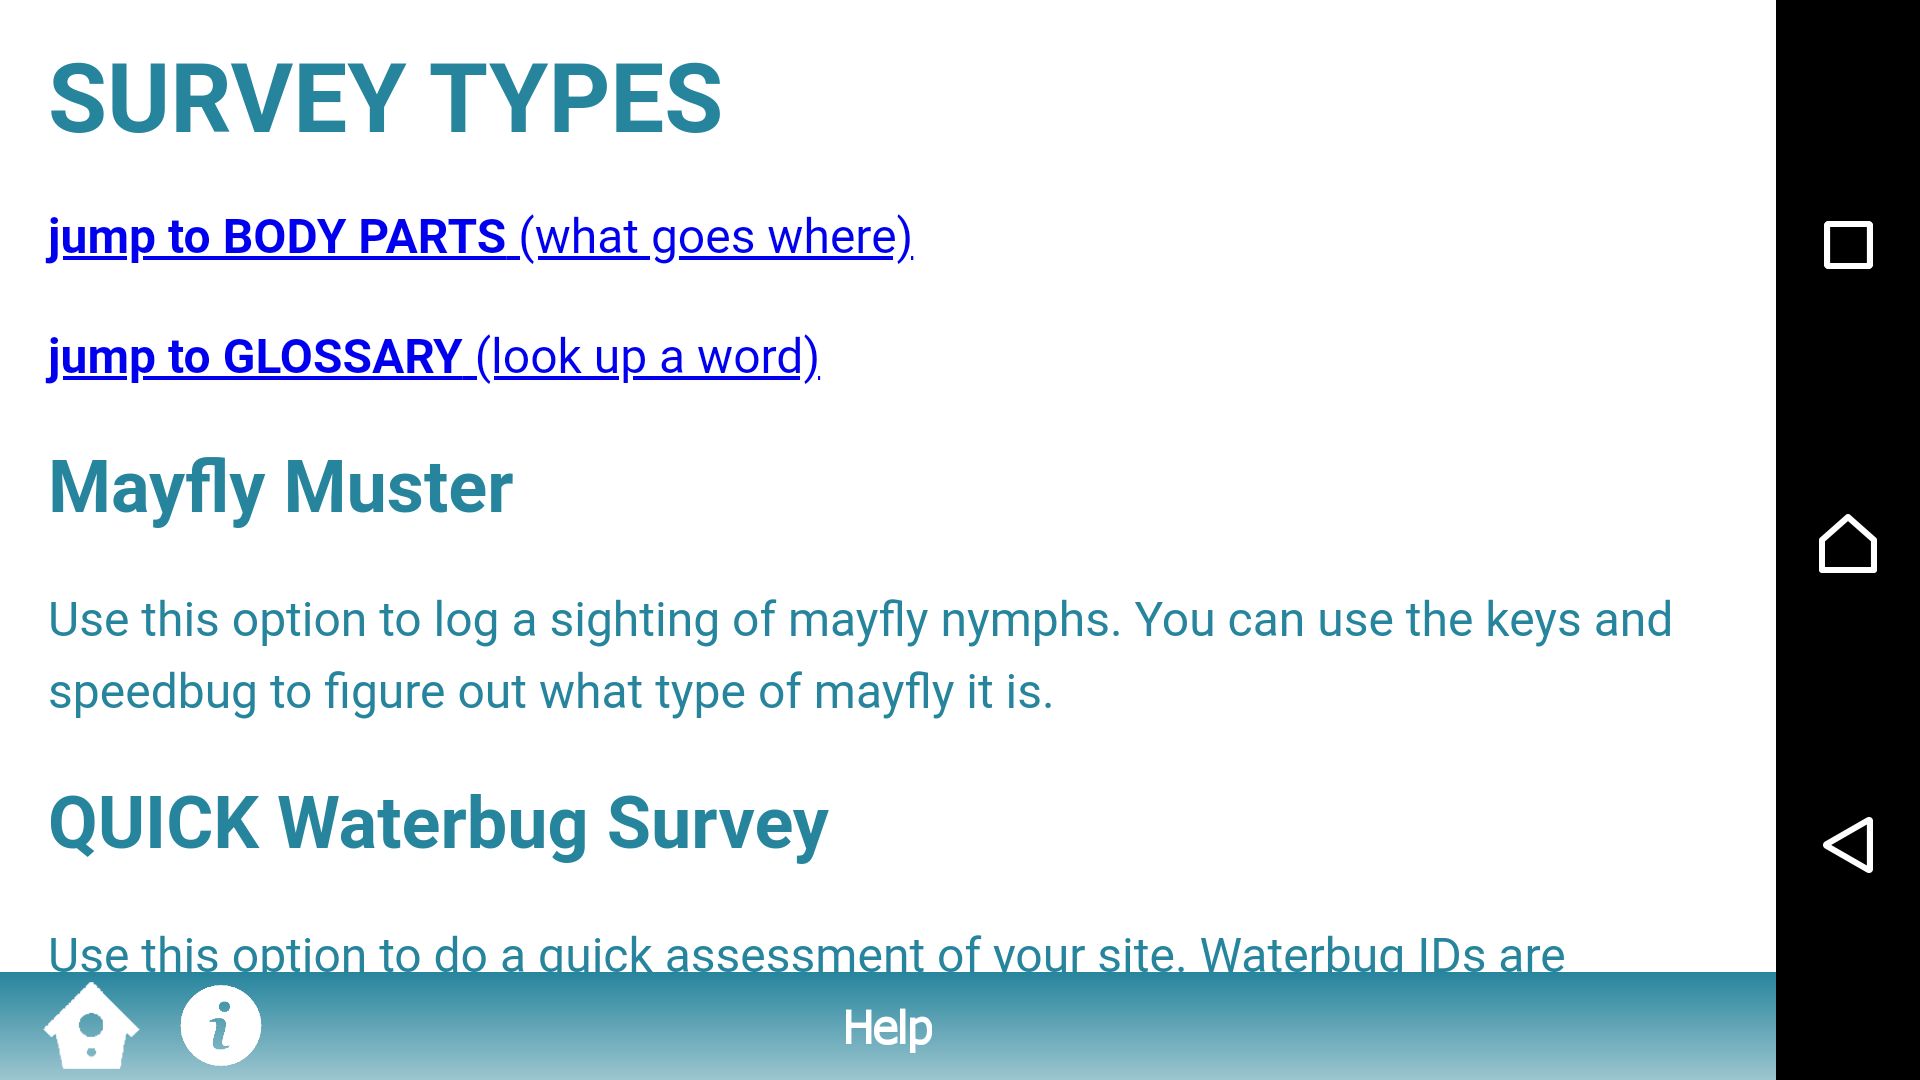 SURVEY TYPES
jump to BODY PARTS (what goes where)
jump to GLOSSARY (look up a word)
Mayfly Muster
Use this option to log a sighting of mayfly nymphs. You can use the keys and
speedbug to figure out what type of mayfly it is.
QUICK Waterbug Survey
Use this option to do a quick assessment of your site. Waterbug IDs are
Help